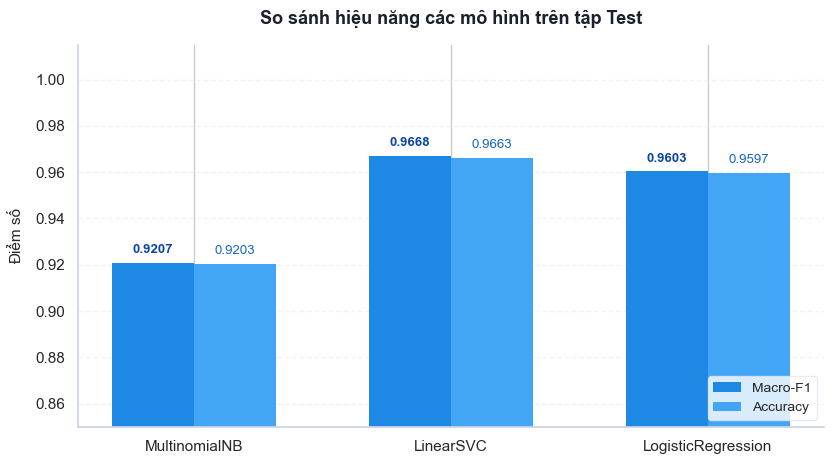 So sánh hiệu năng các mô hình trên tập Test
Điểm số
1.00
0.98
0.96
0.94
0.92
0.90
0.88
0.86
0.9207
0.9203
0.9668
0.9663
0.9603
0.9597
Macro-F1
Accuracy
MultinomialNB
LinearSVC
LogisticRegression